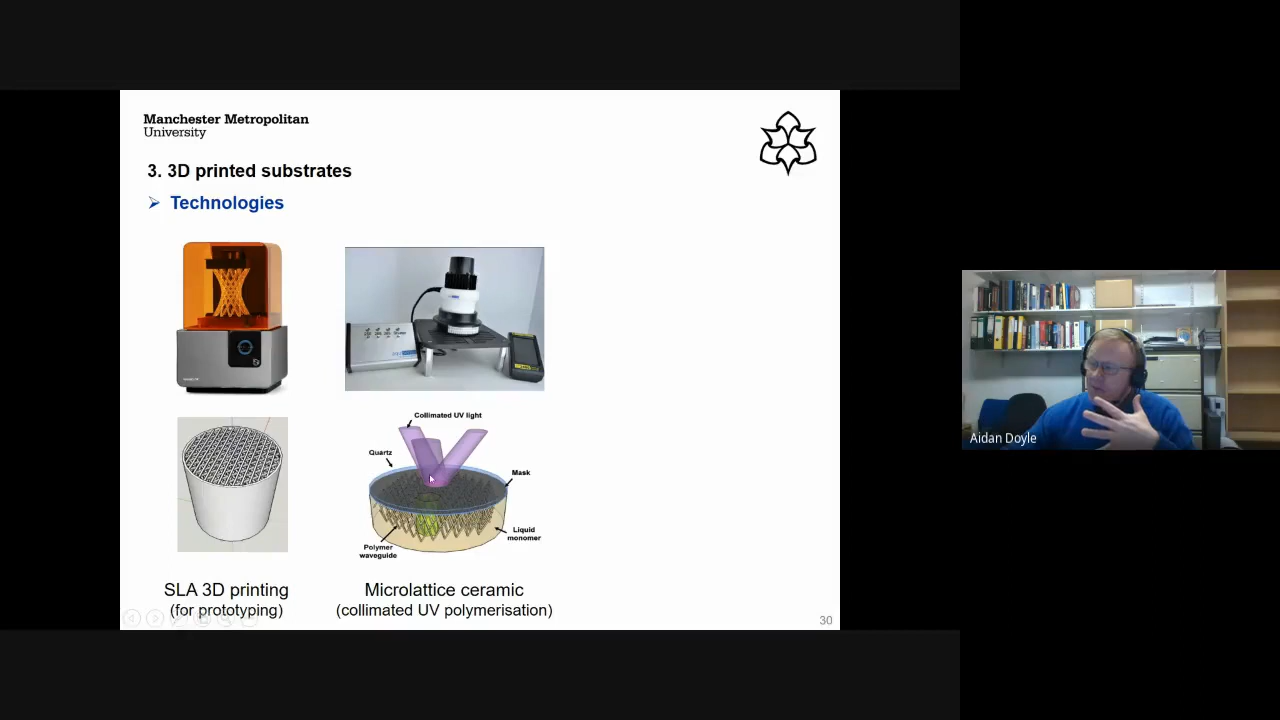 Manchester Metropolitan
University
3. 3D printed substrates
Technologies
Collimated UV light
Quartz
Mask
Liquid
monomer
Polymer
waveguide
SLA 3D printing
(for prototyping)
Microlattice ceramic
(collimated UV polymerisation)
30
Aidan Doyle